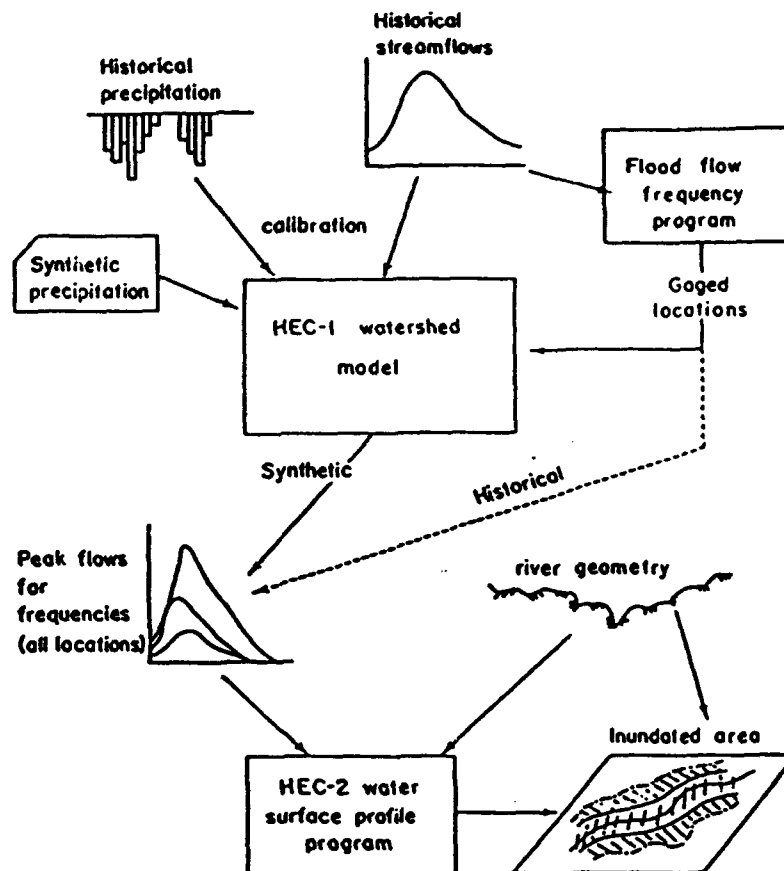 Historical
streamflows
Historical
precipitation
Flood flow
frequency
program
calibration
Synthetic
precipitation
Gaged
locations
HEC-1 watershed
model
Synthetic
Historical
Peak flows
for
frequencies
(all locations)
river geometry
Inundated area
HEC-2 water
surface profile
program